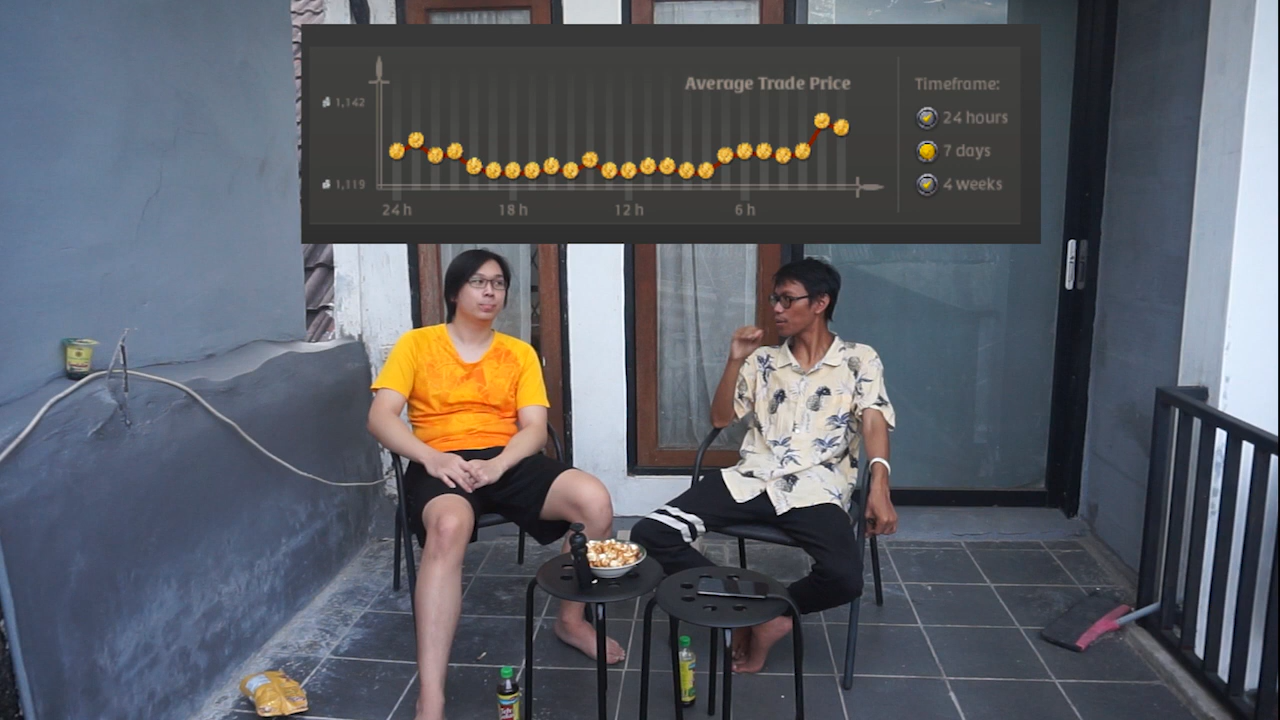 Average Trade Price
1,142
1,119
24 h
18 h
12 h
6 h
Timeframe:
24 hours
7 days
4 weeks